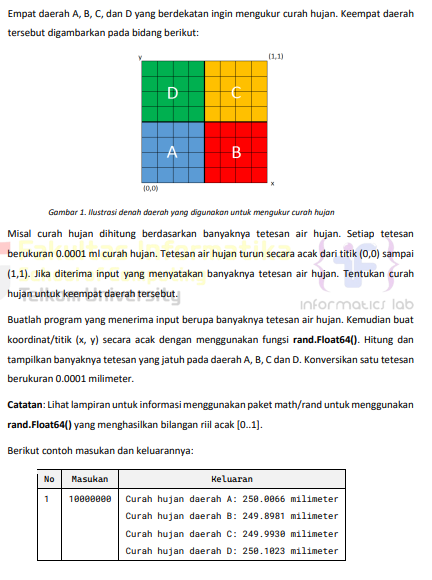 Empat daerah A, B, C, dan D yang berdekatan ingin mengukur curah hujan. Keempat daerah
tersebut digambarkan pada bidang berikut:
y
(1,1)
D
C
A
B
(0,0)
x
Gambar 1. Ilustrasi denah daerah yang digunakan untuk mengukur curah hujan
Misal curah hujan dihitung berdasarkan banyaknya tetesan air hujan. Setiap tetesan
berukuran 0.0001 ml curah hujan. Tetesan air hujan turun secara acak dari titik (0,0) sampai
(1,1). Jika diterima input yang menyatakan banyaknya tetesan air hujan. Tentukan curah
hujan untuk keempat daerah tersebut.
informatics lab
Buatlah program yang menerima input berupa banyaknya tetesan air hujan. Kemudian buat
koordinat/titik (x, y) secara acak dengan menggunakan fungsi rand.Float64(). Hitung dan
tampilkan banyaknya tetesan yang jatuh pada daerah A, B, C dan D. Konversikan satu tetesan
berukuran 0.0001 milimeter.
Catatan: Lihat lampiran untuk informasi menggunakan paket math/rand untuk menggunakan
rand.Float64() yang menghasilkan bilangan riil acak [0..1].
Berikut contoh masukan dan keluarannya:
No Masukan Keluaran
1 10000000 Curah hujan daerah A: 250.0066 milimeter
Curah hujan daerah B: 249.8981 milimeter
Curah hujan daerah C: 249.9930 milimeter
Curah hujan daerah D: 250.1023 milimeter